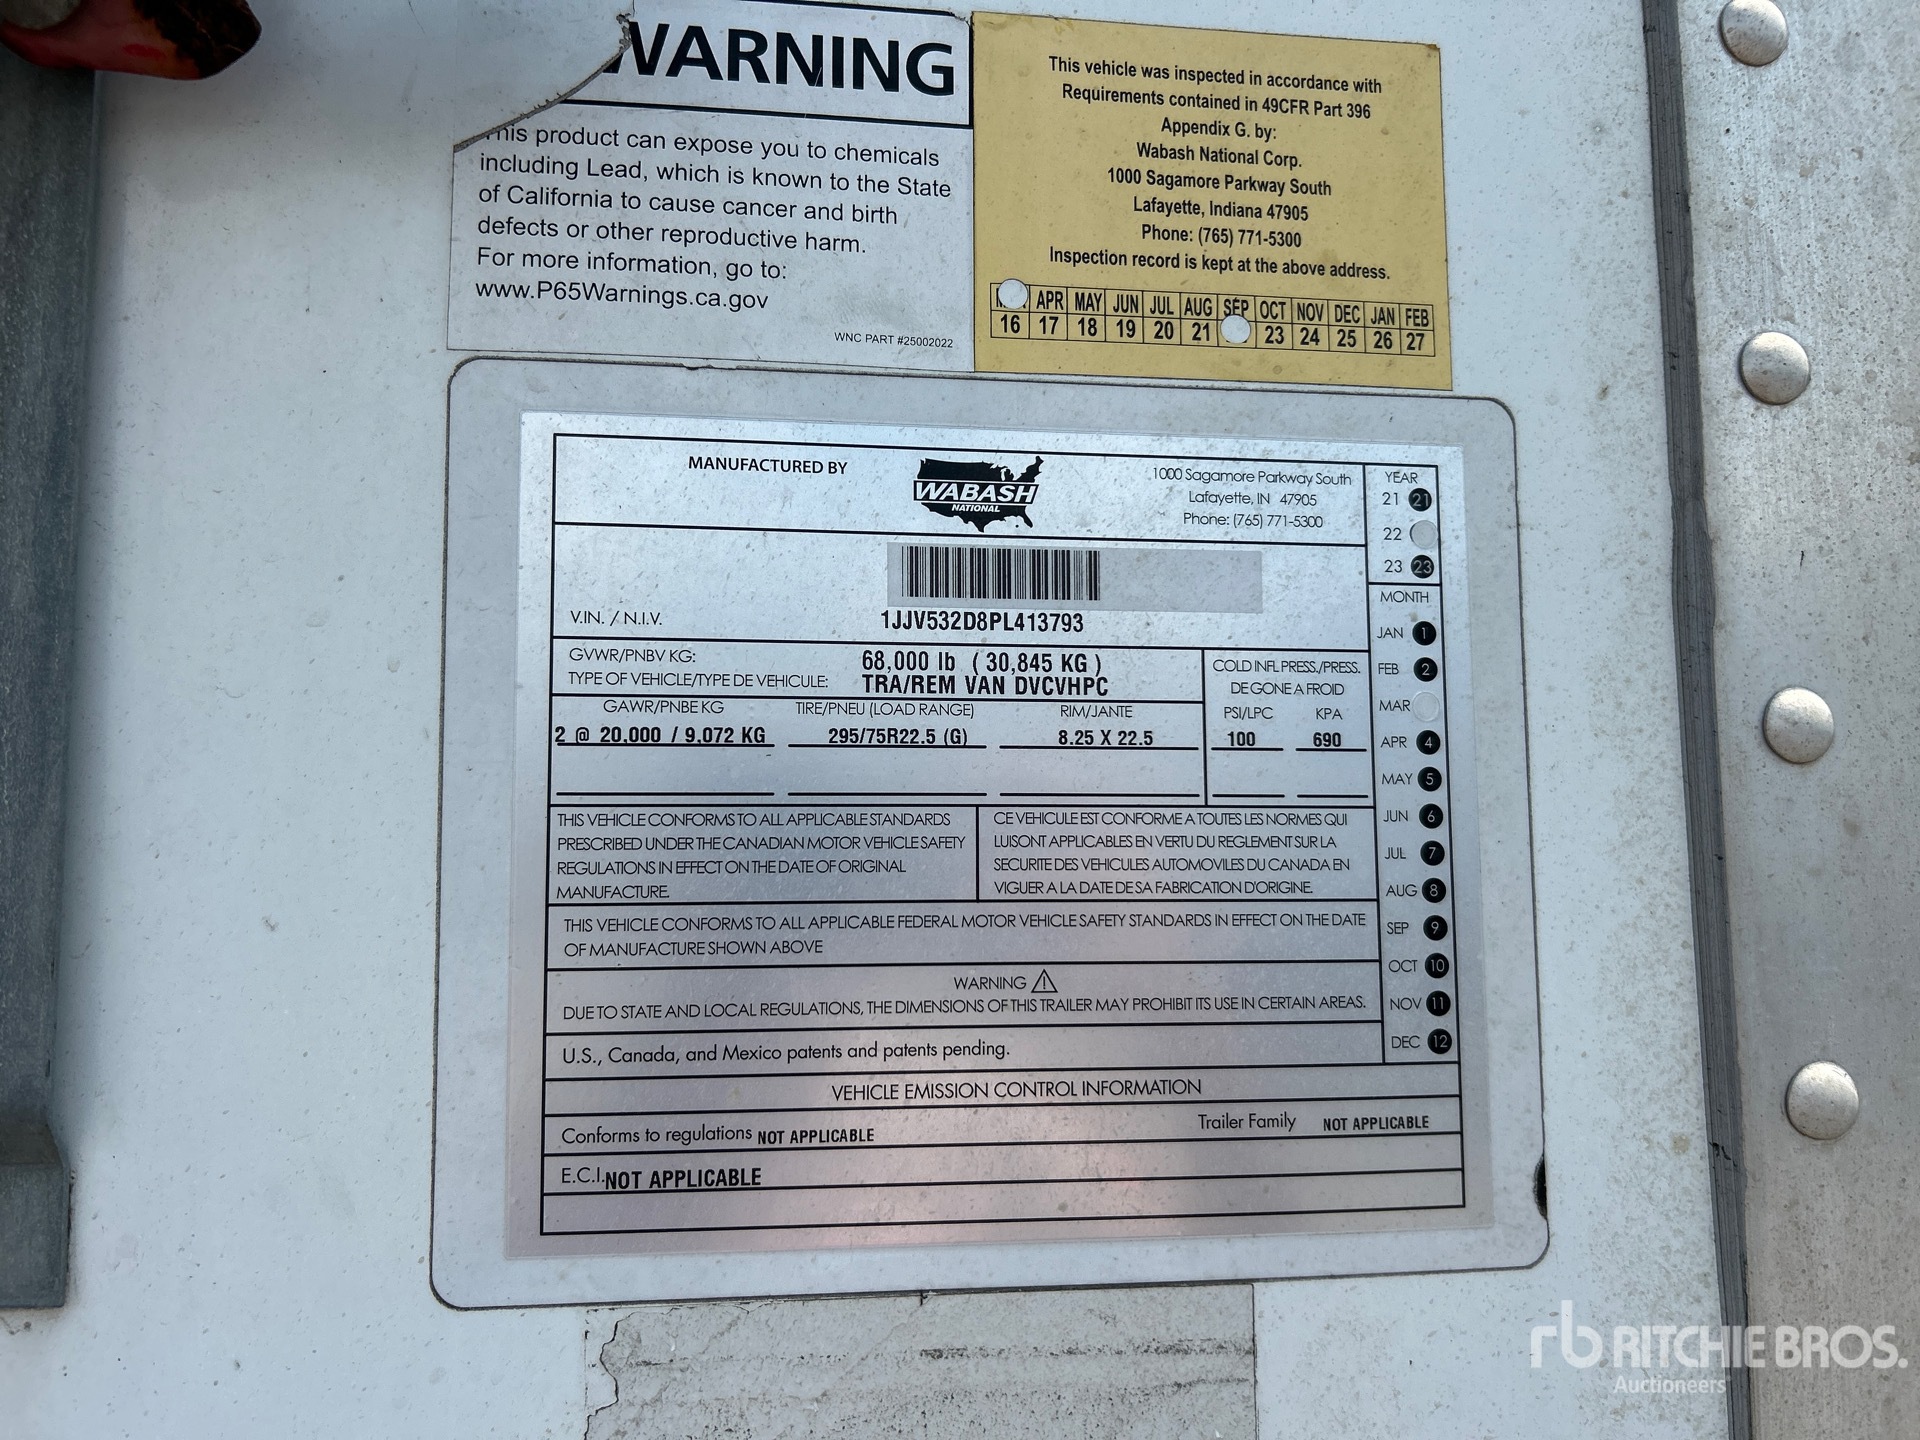 WARNING
This product can expose you to chemicals
including Lead, which is known to the State
of California to cause cancer and birth
defects or other reproductive harm.
For more information, go to:
www.P65Warnings.ca.gov
WNC PART #25002022
This vehicle was inspected in accordance with
Requirements contained in 49CFR Part 396
Appendix G. by:
Wabash National Corp.
1000 Sagamore Parkway South
Lafayette, Indiana 47905
Phone: (765) 771-5300
Inspection record is kept at the above address.
APR MAY JUN JUL AUG SEP OCT NOV DEC JAN FEB
16 17 18 19 20 21 23 24 25 26 27
MANUFACTURED BY
WABASH
NATIONAL
1000 Sagamore Parkway South
Lafayette, IN 47905
Phone: (765) 771-5300
YEAR
21 21
22
23 23
MONTH
JAN 1
FEB 2
MAR
APR 4
MAY 5
JUN 6
JUL 7
AUG 8
SEP 9
OCT 10
NOV 11
DEC 12
V.IN. / N.I.V. 1JJV532D8PL413793
GVWR/PNBV KG: 68,000 lb ( 30,845 KG )
TYPE OF VEHICLE/TYPE DE VEHICULE: TRA/REM VAN DVCVHPC
COLD INFL PRESS./PRESS.
DE GONE A FROID
GAWR/PNBE KG TIRE/PNEU (LOAD RANGE) RIM/JANTE PSI/LPC KPA
2 @ 20,000 / 9,072 KG 295/75R22.5 (G) 8.25 X 22.5 100 690
THIS VEHICLE CONFORMS TO ALL APPLICABLE STANDARDS
PRESCRIBED UNDER THE CANADIAN MOTOR VEHICLE SAFETY
REGULATIONS IN EFFECT ON THE DATE OF ORIGINAL
MANUFACTURE.
CE VEHICULE EST CONFORME A TOUTES LES NORMES QUI
LUISONT APPLICABLES EN VERTU DU REGLEMENT SUR LA
SECURITE DES VEHICULES AUTOMOVILES DU CANADA EN
VIGUER A LA DATE DE SA FABRICATION D'ORIGINE.
THIS VEHICLE CONFORMS TO ALL APPLICABLE FEDERAL MOTOR VEHICLE SAFETY STANDARDS IN EFFECT ON THE DATE
OF MANUFACTURE SHOWN ABOVE
WARNING ⚠
DUE TO STATE AND LOCAL REGULATIONS, THE DIMENSIONS OF THIS TRAILER MAY PROHIBIT ITS USE IN CERTAIN AREAS.
U.S., Canada, and Mexico patents and patents pending.
VEHICLE EMISSION CONTROL INFORMATION
Conforms to regulations NOT APPLICABLE Trailer Family NOT APPLICABLE
E.C.I. NOT APPLICABLE
rb RITCHIE BROS.
Auctioneers